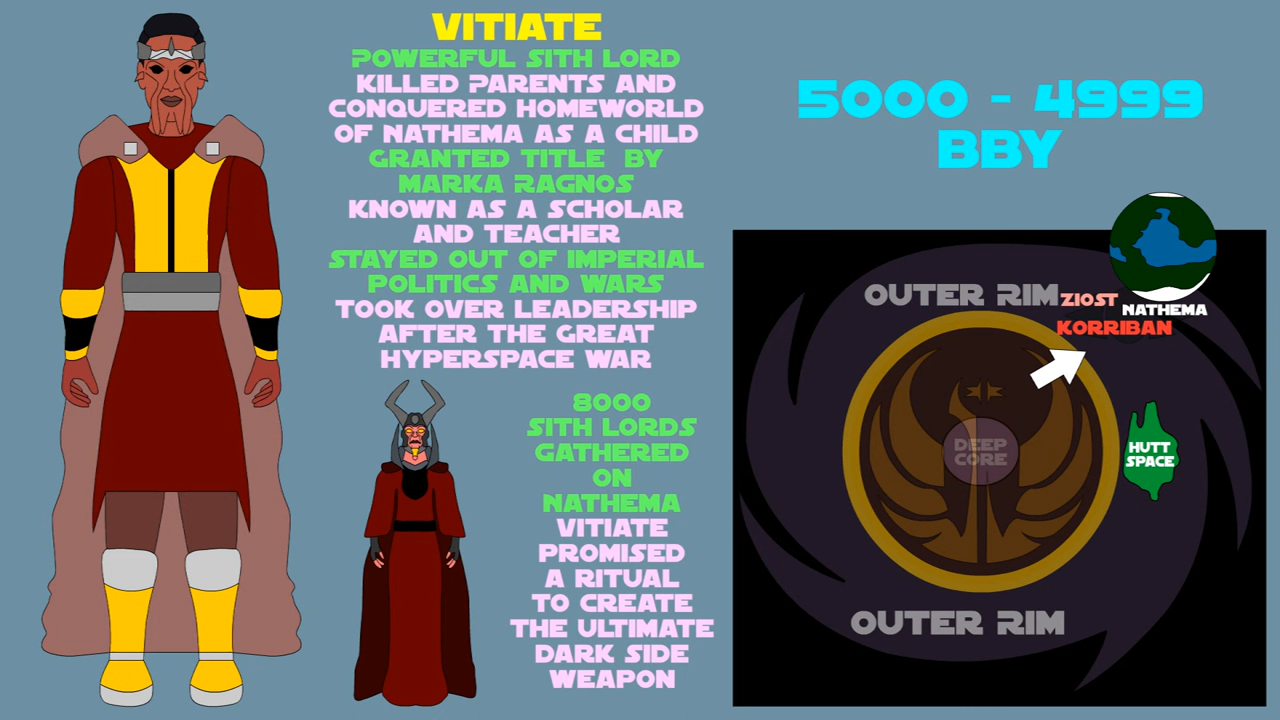 VITIATE
POWERFUL SITH LORD
KILLED PARENTS AND
CONQUERED HOMEWORLD
OF NATHEMA AS A CHILD
GRANTED TITLE BY
MARKA RAGNOS
KNOWN AS A SCHOLAR
AND TEACHER
STAYED OUT OF IMPERIAL
POLITICS AND WARS
TOOK OVER LEADERSHIP
AFTER THE GREAT
HYPERSPACE WAR
8000
SITH LORDS
GATHERED
ON
NATHEMA
VITIATE
PROMISED
A RITUAL
TO CREATE
THE ULTIMATE
DARK SIDE
WEAPON
5000 - 4999
BBY
OUTER RIM
ZIOST
NATHEMA
KORRIBAN
DEEP
CORE
HUTT
SPACE
OUTER RIM